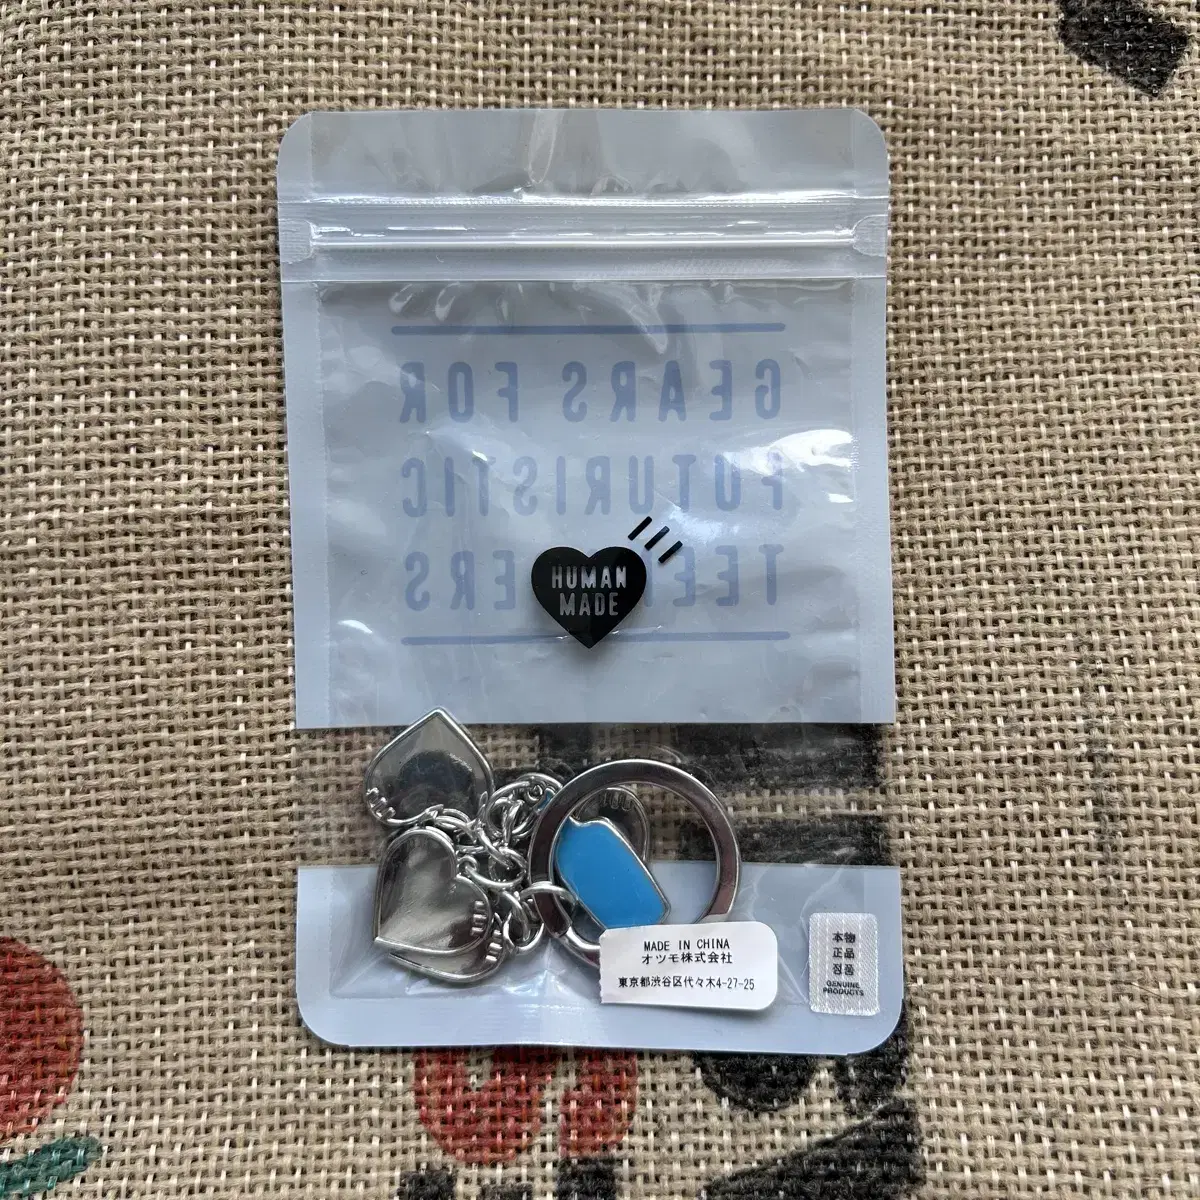 GEARS FOR
FUTURISTIC
HUMAN
MADE
MADE IN CHINA
オツモ株式会社
東京都渋谷区代々木4-27-25
本物
正品
정품
GENUINE
PRODUCTS